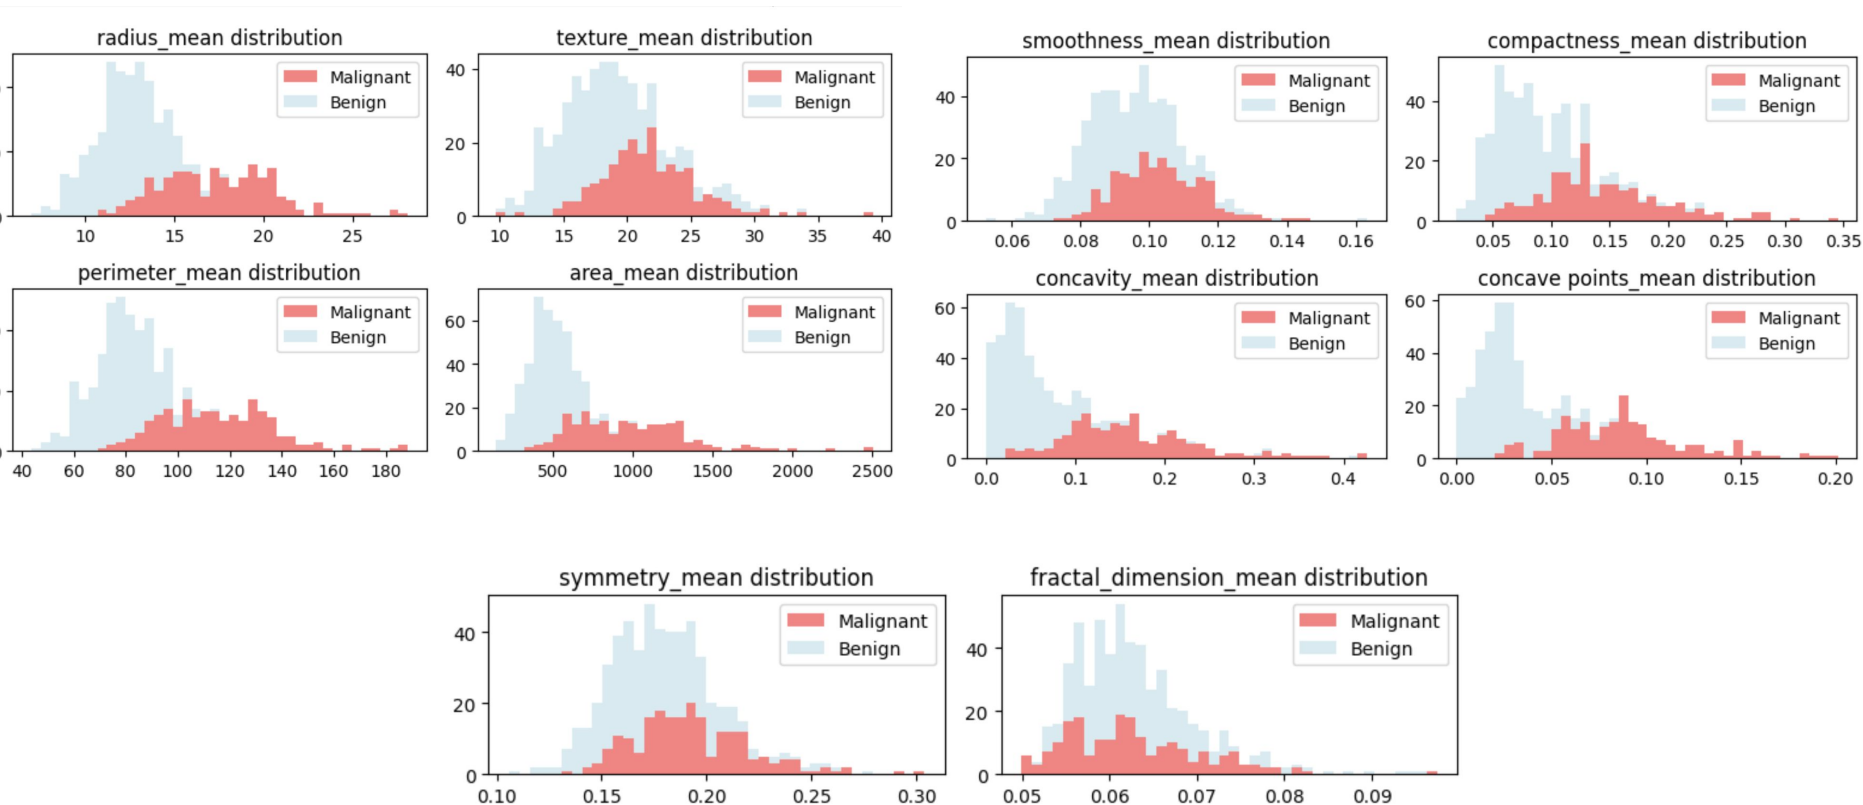 radius_mean distribution
Malignant
Benign
10 15 20 25
texture_mean distribution
40
20
0
Malignant
Benign
10 15 20 25 30 35 40
smoothness_mean distribution
40
20
0
Malignant
Benign
0.06 0.08 0.10 0.12 0.14 0.16
compactness_mean distribution
40
20
0
Malignant
Benign
0.05 0.10 0.15 0.20 0.25 0.30 0.35
perimeter_mean distribution
Malignant
Benign
40 60 80 100 120 140 160 180
area_mean distribution
60
40
20
0
Malignant
Benign
500 1000 1500 2000 2500
concavity_mean distribution
60
40
20
0
Malignant
Benign
0.0 0.1 0.2 0.3 0.4
concave points_mean distribution
60
40
20
0
Malignant
Benign
0.00 0.05 0.10 0.15 0.20
symmetry_mean distribution
40
20
0
Malignant
Benign
0.10 0.15 0.20 0.25 0.30
fractal_dimension_mean distribution
40
20
0
Malignant
Benign
0.05 0.06 0.07 0.08 0.09